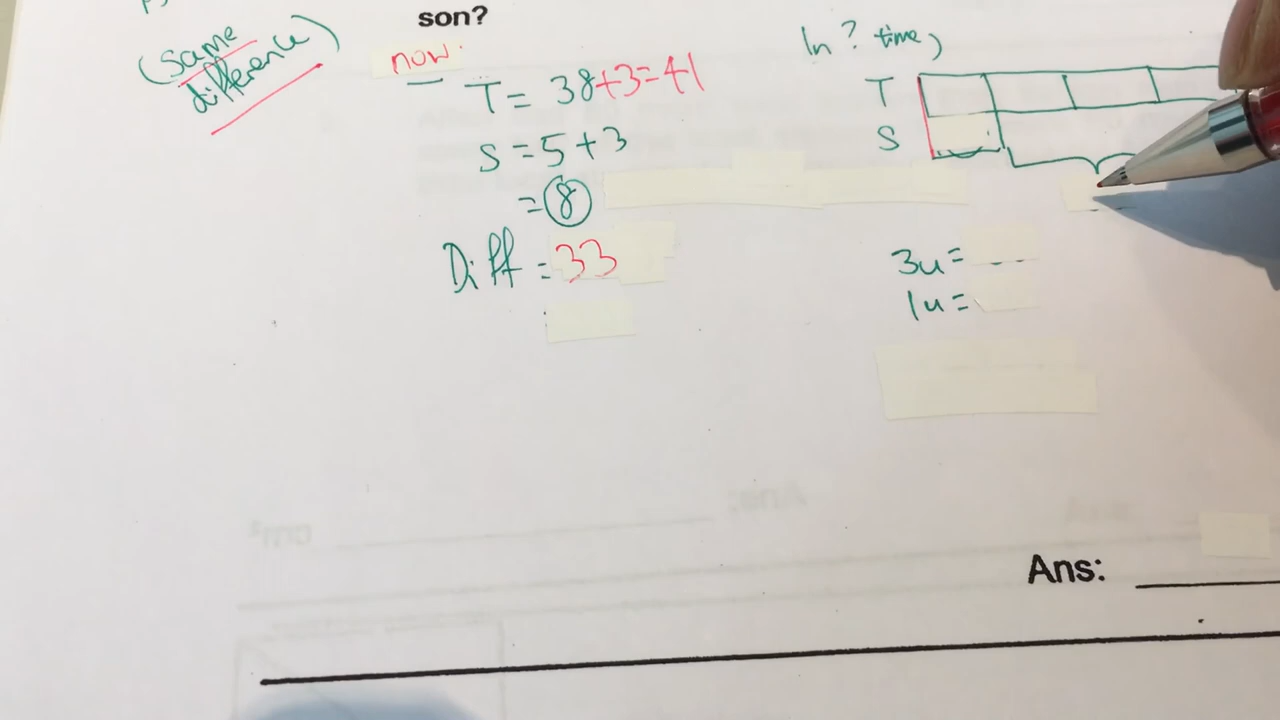 son?
(same
difference)
now
T = 38+3=41
S = 5+3
= 8
Diff = 33
In ? time,
T
S
3u =
1u =
Ans: